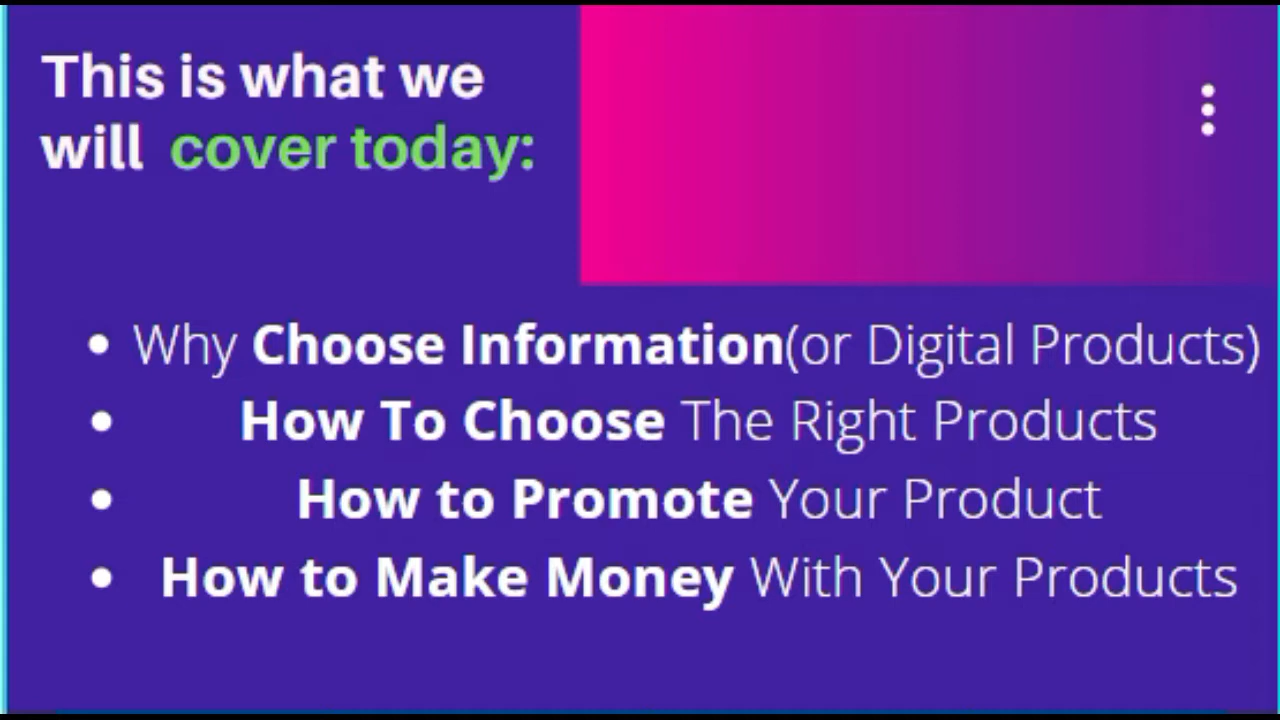 This is what we
will cover today:
• Why Choose Information(or Digital Products)
• How To Choose The Right Products
• How to Promote Your Product
• How to Make Money With Your Products